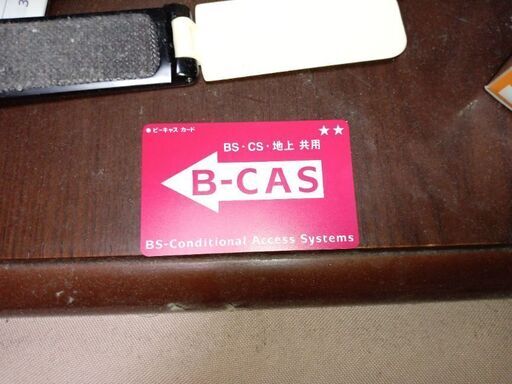 ● ビーキャス カード
★★
BS・CS・地上 共用
B-CAS
BS-Conditional Access Systems
3